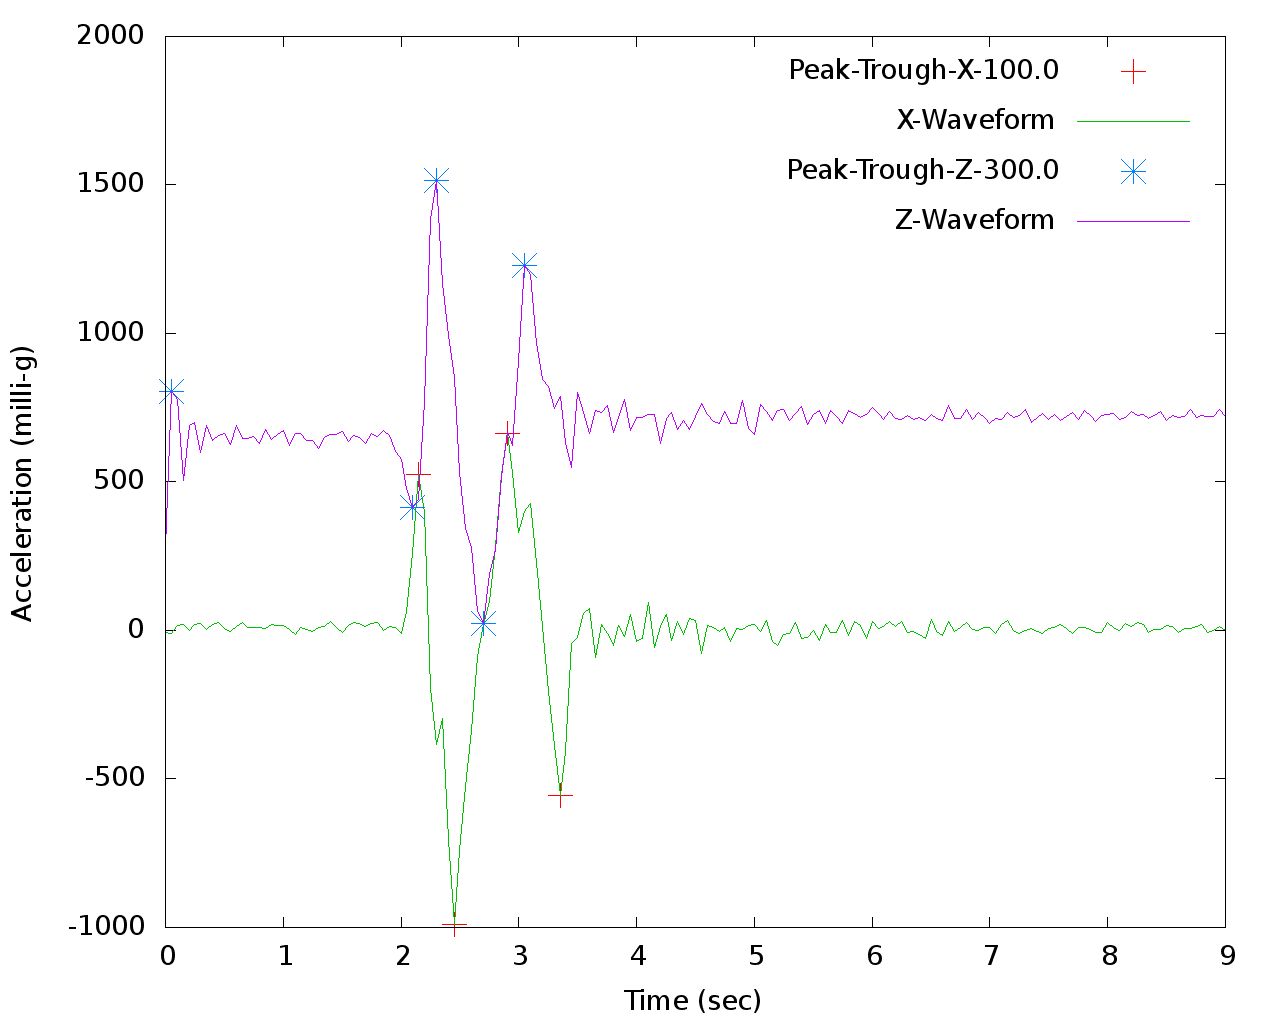 2000
1500
1000
500
0
-500
-1000
Acceleration (milli-g)
Peak-Trough-X-100.0
X-Waveform
Peak-Trough-Z-300.0
Z-Waveform
0 1 2 3 4 5 6 7 8 9
Time (sec)